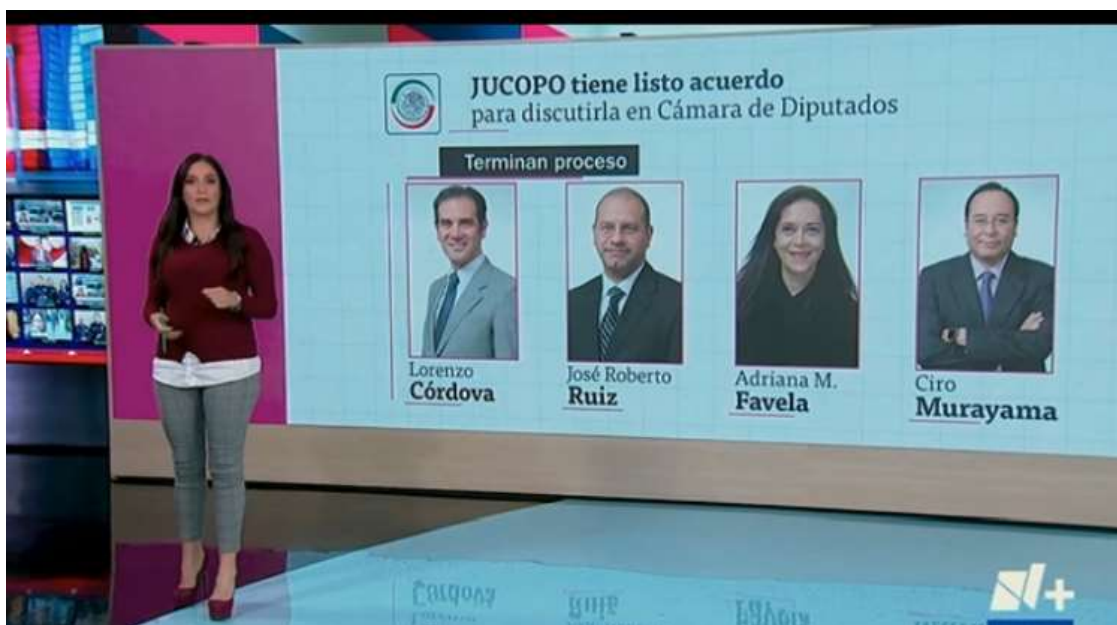 JUCOPO tiene listo acuerdo
para discutirla en Cámara de Diputados
Terminan proceso
Lorenzo
Córdova
José Roberto
Ruiz
Adriana M.
Favela
Ciro
Murayama
N+